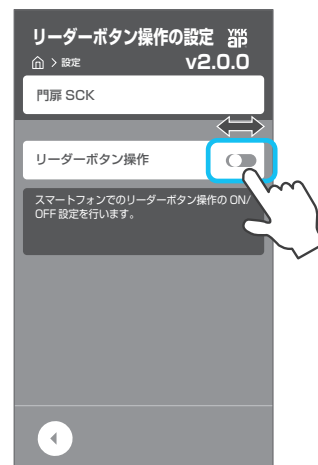 リーダーボタン操作の設定 YKK ap
> 設定 v2.0.0
門扉 SCK
リーダーボタン操作
スマートフォンでのリーダーボタン操作の ON/
OFF 設定を行います。